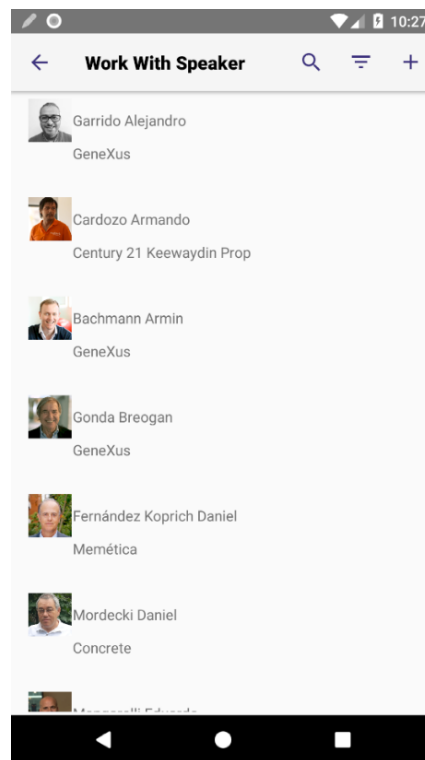 10:27
Work With Speaker
Garrido Alejandro
GeneXus
Cardozo Armando
Century 21 Keewaydin Prop
Bachmann Armin
GeneXus
Gonda Breogan
GeneXus
Fernández Koprich Daniel
Memética
Mordecki Daniel
Concrete